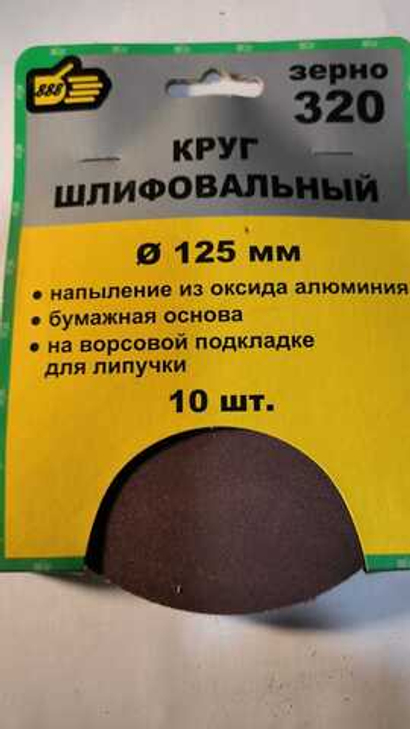 888
зерно
320
КРУГ
ШЛИФОВАЛЬНЫЙ
Ø 125 мм
• напыление из оксида алюминия
• бумажная основа
• на ворсовой подкладке
для липучки
10 шт.